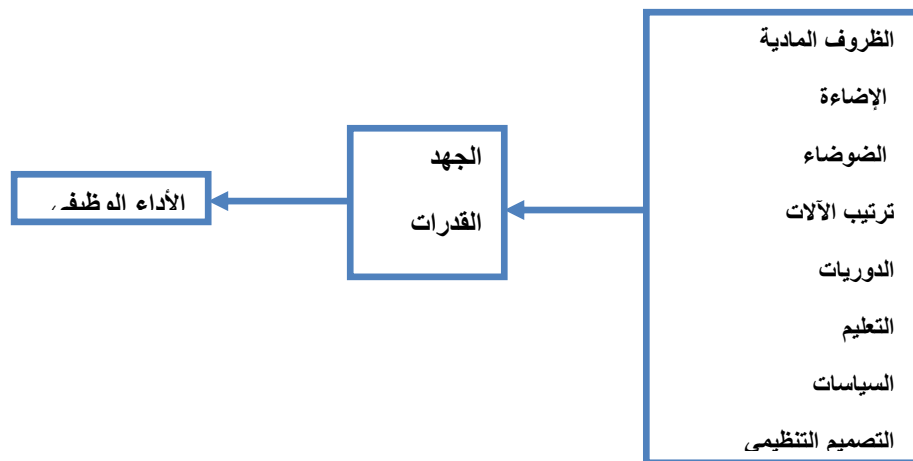 الظروف المادية
الإضاءة
الضوضاء
ترتيب الآلات
الدوريات
التعليم
السياسات
التصميم التنظيمي
الجهد
القدرات
الأداء الوظيفي